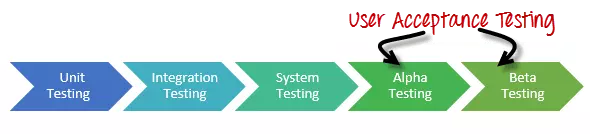 User Acceptance Testing
Unit
Testing
Integration
Testing
System
Testing
Alpha
Testing
Beta
Testing